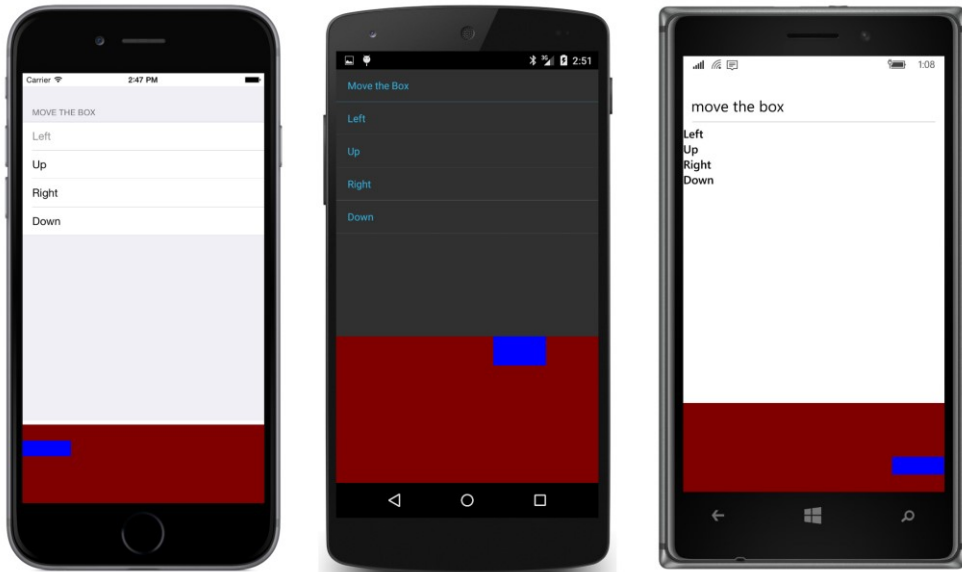 Carrier 2:47 PM
MOVE THE BOX
Left
Up
Right
Down
3G 2:51
Move the Box
Left
Up
Right
Down
1:08
move the box
Left
Up
Right
Down